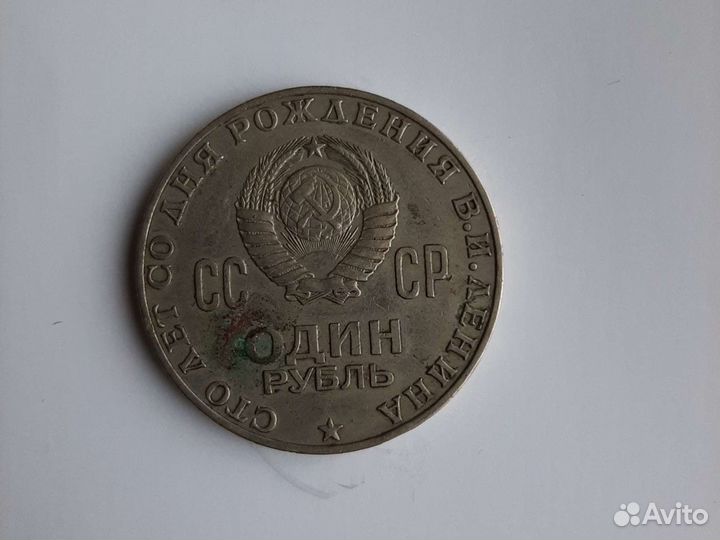 СТО ЛЕТ СО ДНЯ РОЖДЕНИЯ В.И.ЛЕНИНА
СС СР
ОДИН
РУБЛЬ
Avito